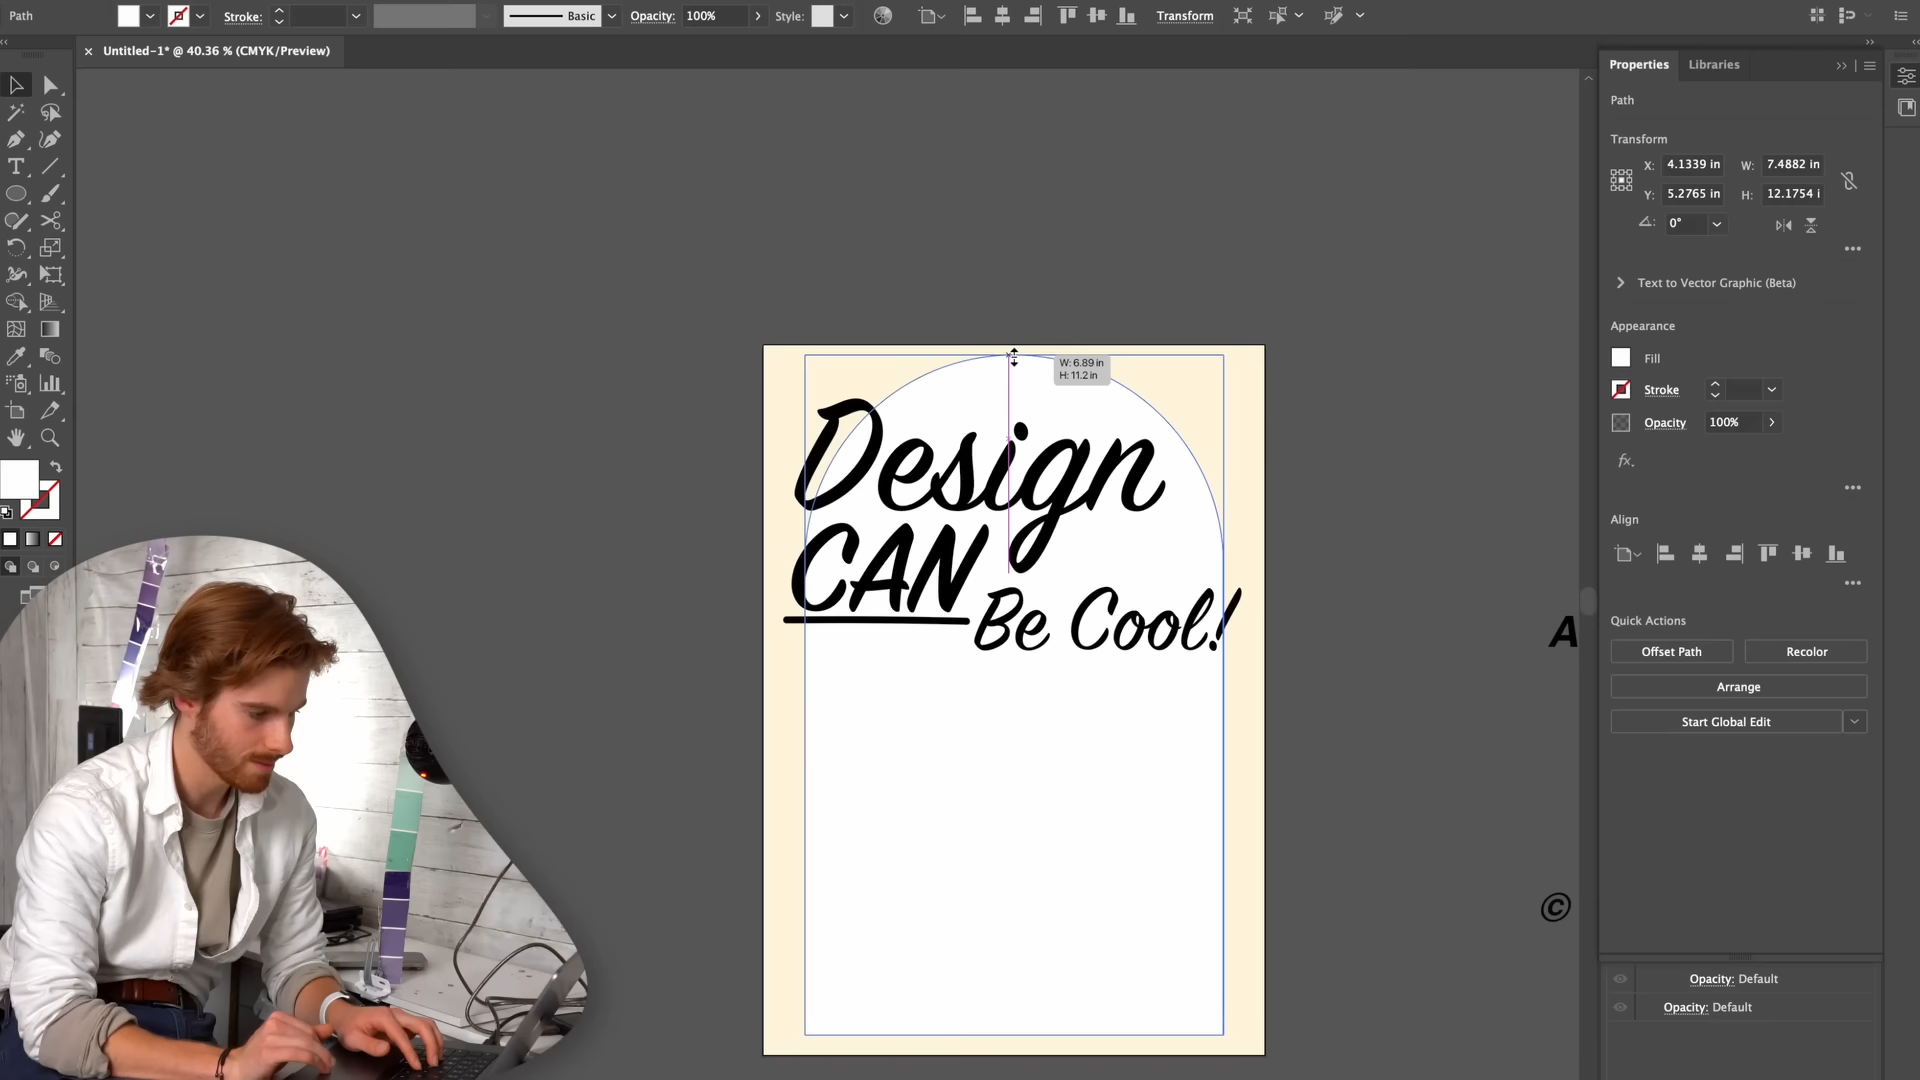 Path
Stroke:
Basic
Opacity:
100%
Style:
Transform
Untitled-1* @ 40.36 % (CMYK/Preview)
Properties
Libraries
Path
Transform
X:
4.1339 in
W:
7.4882 in
Y:
5.2765 in
H:
12.1754 i
0°
Text to Vector Graphic (Beta)
Appearance
Fill
Stroke
Opacity
100%
fx.
Align
Quick Actions
Offset Path
Recolor
Arrange
Start Global Edit
Opacity: Default
Opacity: Default
W: 6.89 in
H: 11.2 in
Design
CAN
Be Cool!
A
©